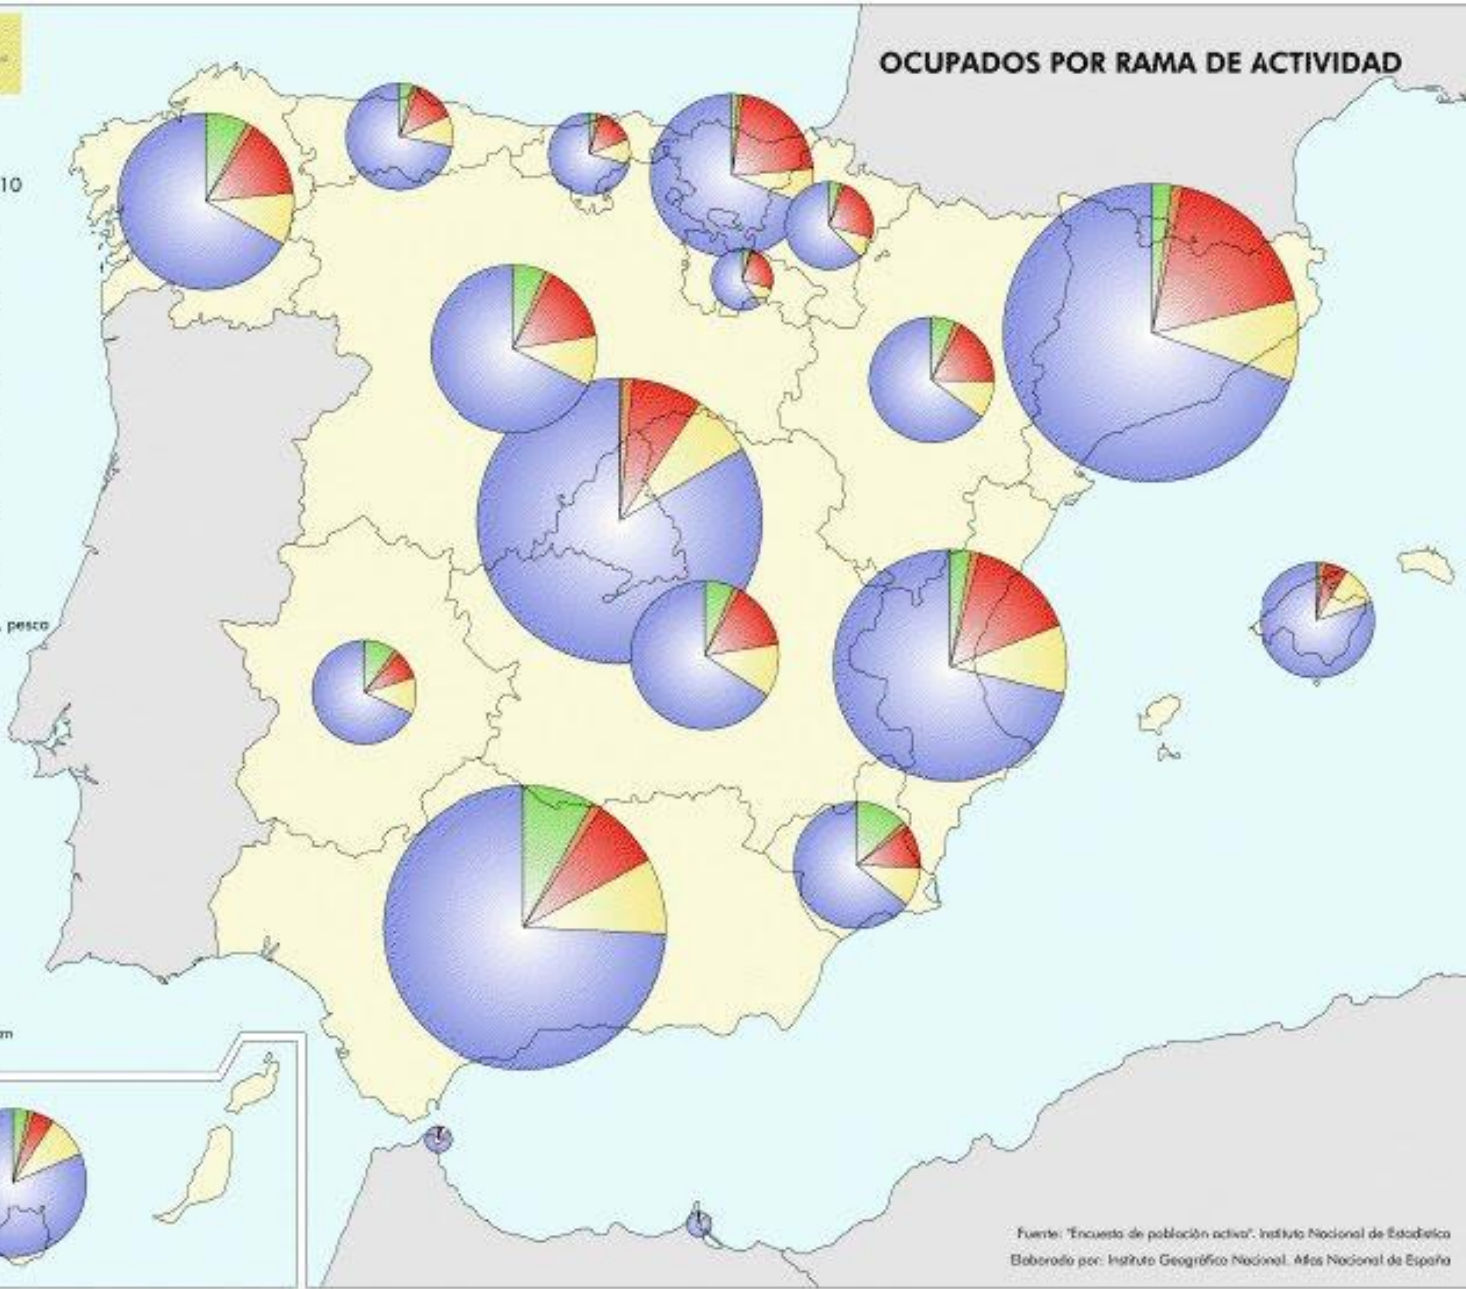 OCUPADOS POR RAMA DE ACTIVIDAD
10
, pesca
m
Fuente: "Encuesta de población activa". Instituto Nacional de Estadística
Elaborado por: Instituto Geográfico Nacional. Atlas Nacional de España